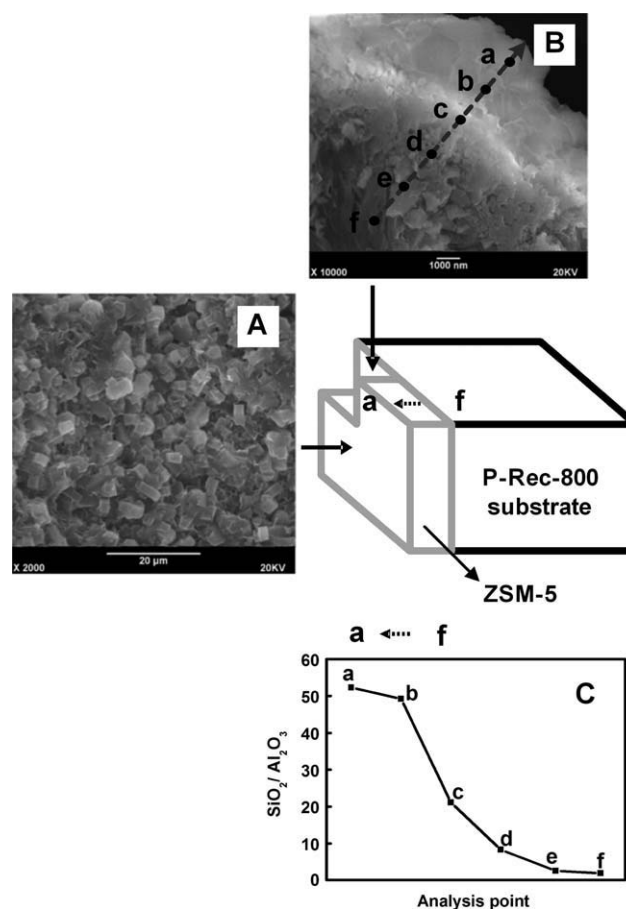 B
a
b
c
d
e
f
X 10000
1000 nm
20KV
A
X 2000
20 µm
20KV
a
f
P-Rec-800
substrate
ZSM-5
a f
C
SiO2/ Al2O3
60
50
40
30
20
10
0
a
b
c
d
e
f
Analysis point